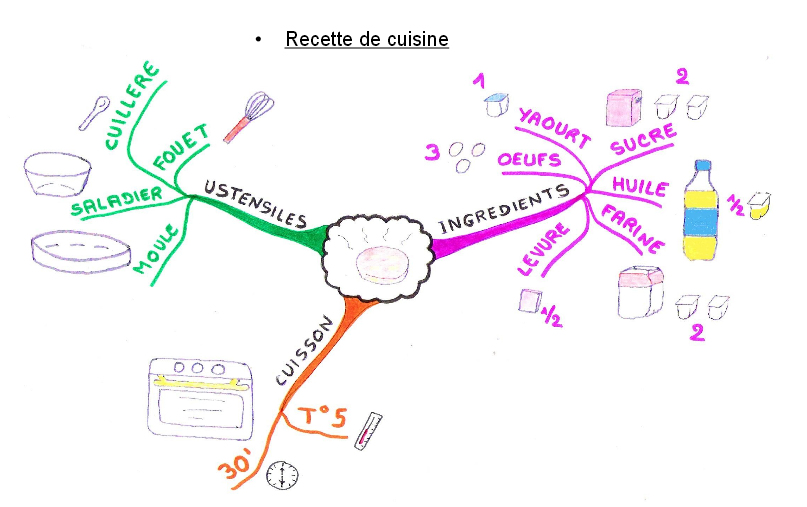 • Recette de cuisine
USTENSILES
CUILLERE
FOUET
SALADIER
MOULE
INGREDIENTS
1
YAOURT
3
OEUFS
2
SUCRE
HUILE
1/2
FARINE
2
LEVURE
1/2
CUISSON
T°5
30'